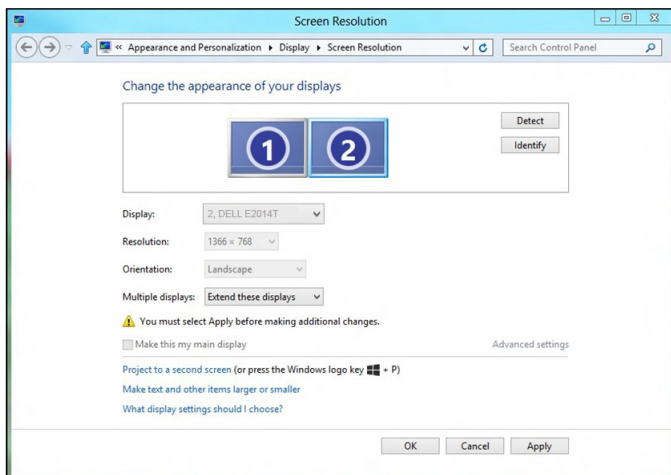 Screen Resolution
« Appearance and Personalization ▸ Display ▸ Screen Resolution
Search Control Panel
Change the appearance of your displays
Detect
1 2
Identify
Display: 2, DELL E2014T
Resolution: 1366 × 768
Orientation: Landscape
Multiple displays: Extend these displays
You must select Apply before making additional changes.
Make this my main display
Advanced settings
Project to a second screen (or press the Windows logo key + P)
Make text and other items larger or smaller
What display settings should I choose?
OK Cancel Apply